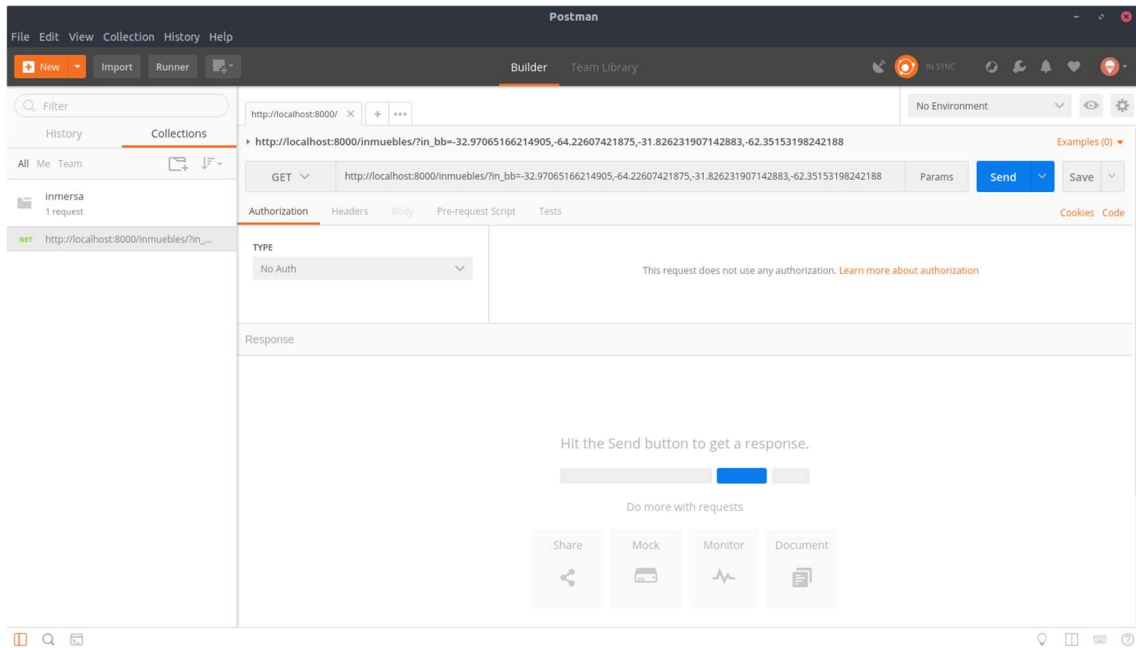 Postman
File Edit View Collection History Help
New Import Runner
Builder Team Library
IN SYNC
Filter
History Collections
All Me Team
inmersa
1 request
GET http://localhost:8000/inmuebles/?in_...
http://localhost:8000/
No Environment
http://localhost:8000/inmuebles/?in_bb=-32.97065166214905,-64.22607421875,-31.826231907142883,-62.35153198242188
Examples (0)
GET http://localhost:8000/inmuebles/?in_bb=-32.97065166214905,-64.22607421875,-31.826231907142883,-62.35153198242188 Params Send Save
Authorization Headers Body Pre-request Script Tests
Cookies Code
TYPE
No Auth
This request does not use any authorization. Learn more about authorization
Response
Hit the Send button to get a response.
Do more with requests
Share Mock Monitor Document